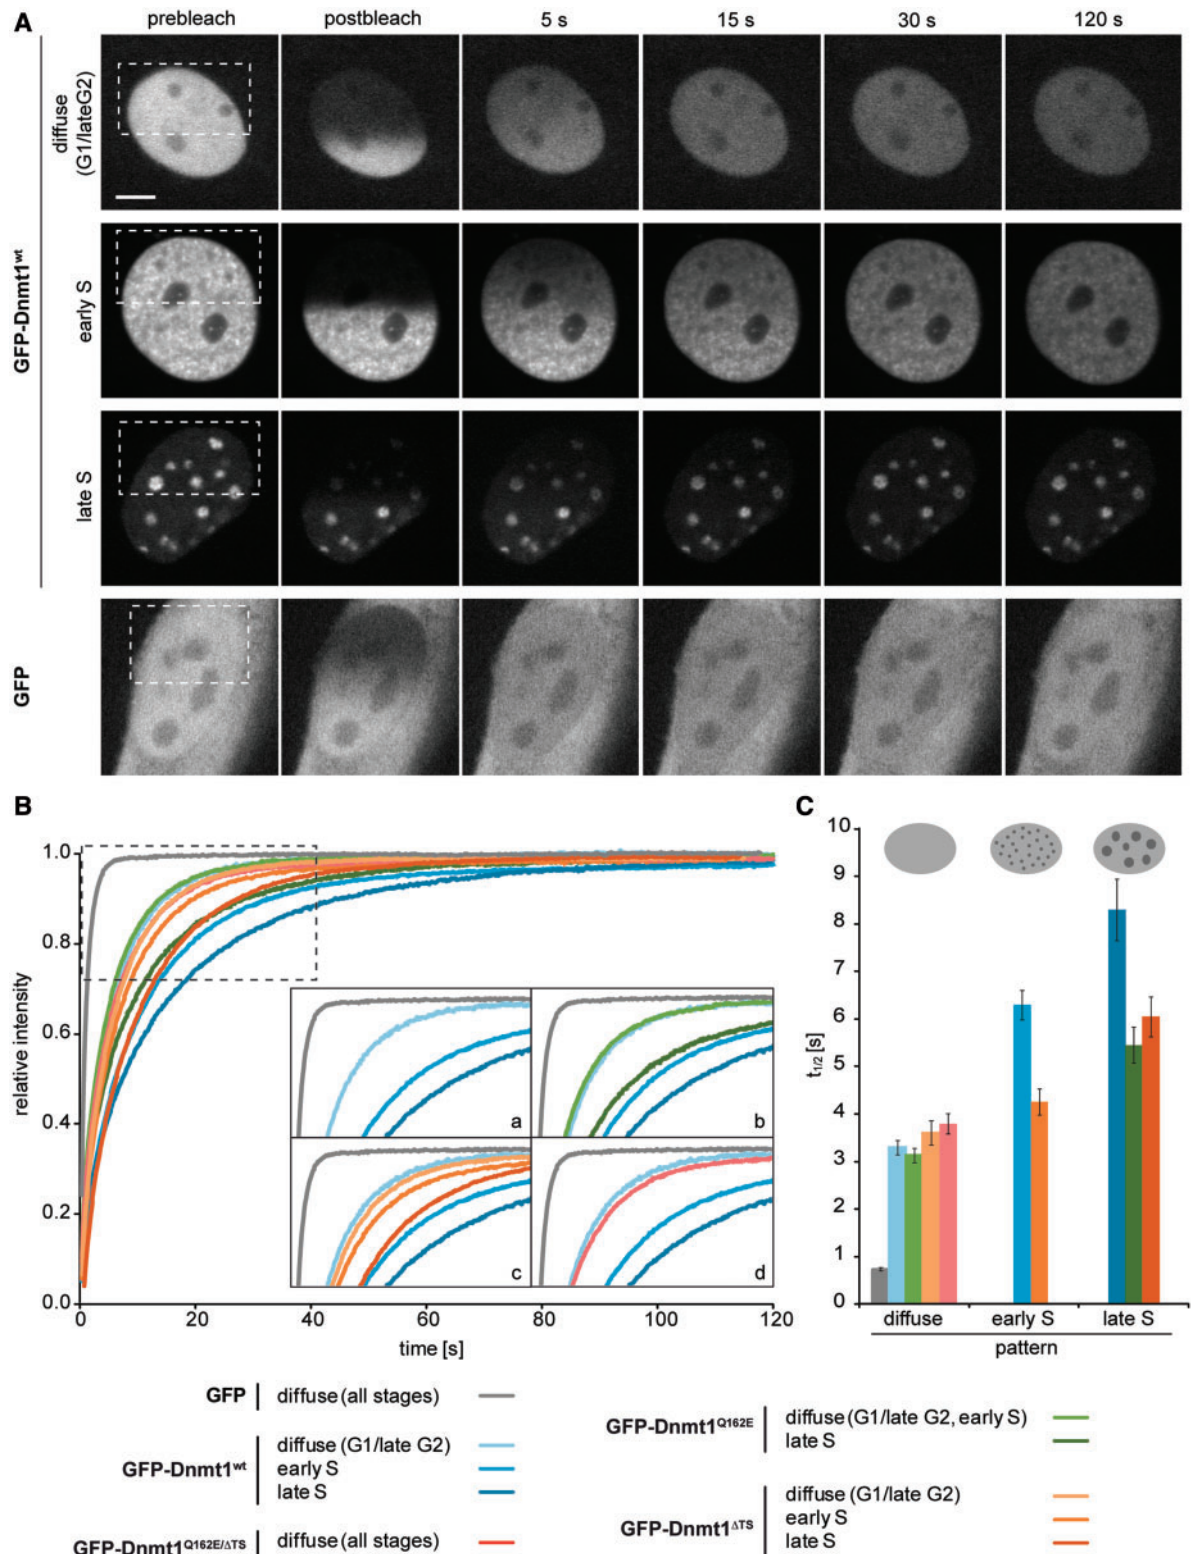 A
prebleach postbleach 5 s 15 s 30 s 120 s
diffuse
(G1/lateG2)
early S
late S
GFP-Dnmt1wt
GFP
B
relative intensity
1.0
0.8
0.6
0.4
0.2
0.0
0 20 40 60 80 100 120
time [s]
a
b
c
d
C
t1/2 [s]
10
9
8
7
6
5
4
3
2
1
0
diffuse early S late S
pattern
GFP diffuse (all stages)
GFP-Dnmt1wt
diffuse (G1/late G2)
early S
late S
GFP-Dnmt1Q162E/ΔTS diffuse (all stages)
GFP-Dnmt1Q162E
diffuse (G1/late G2, early S)
late S
GFP-Dnmt1ΔTS
diffuse (G1/late G2)
early S
late S